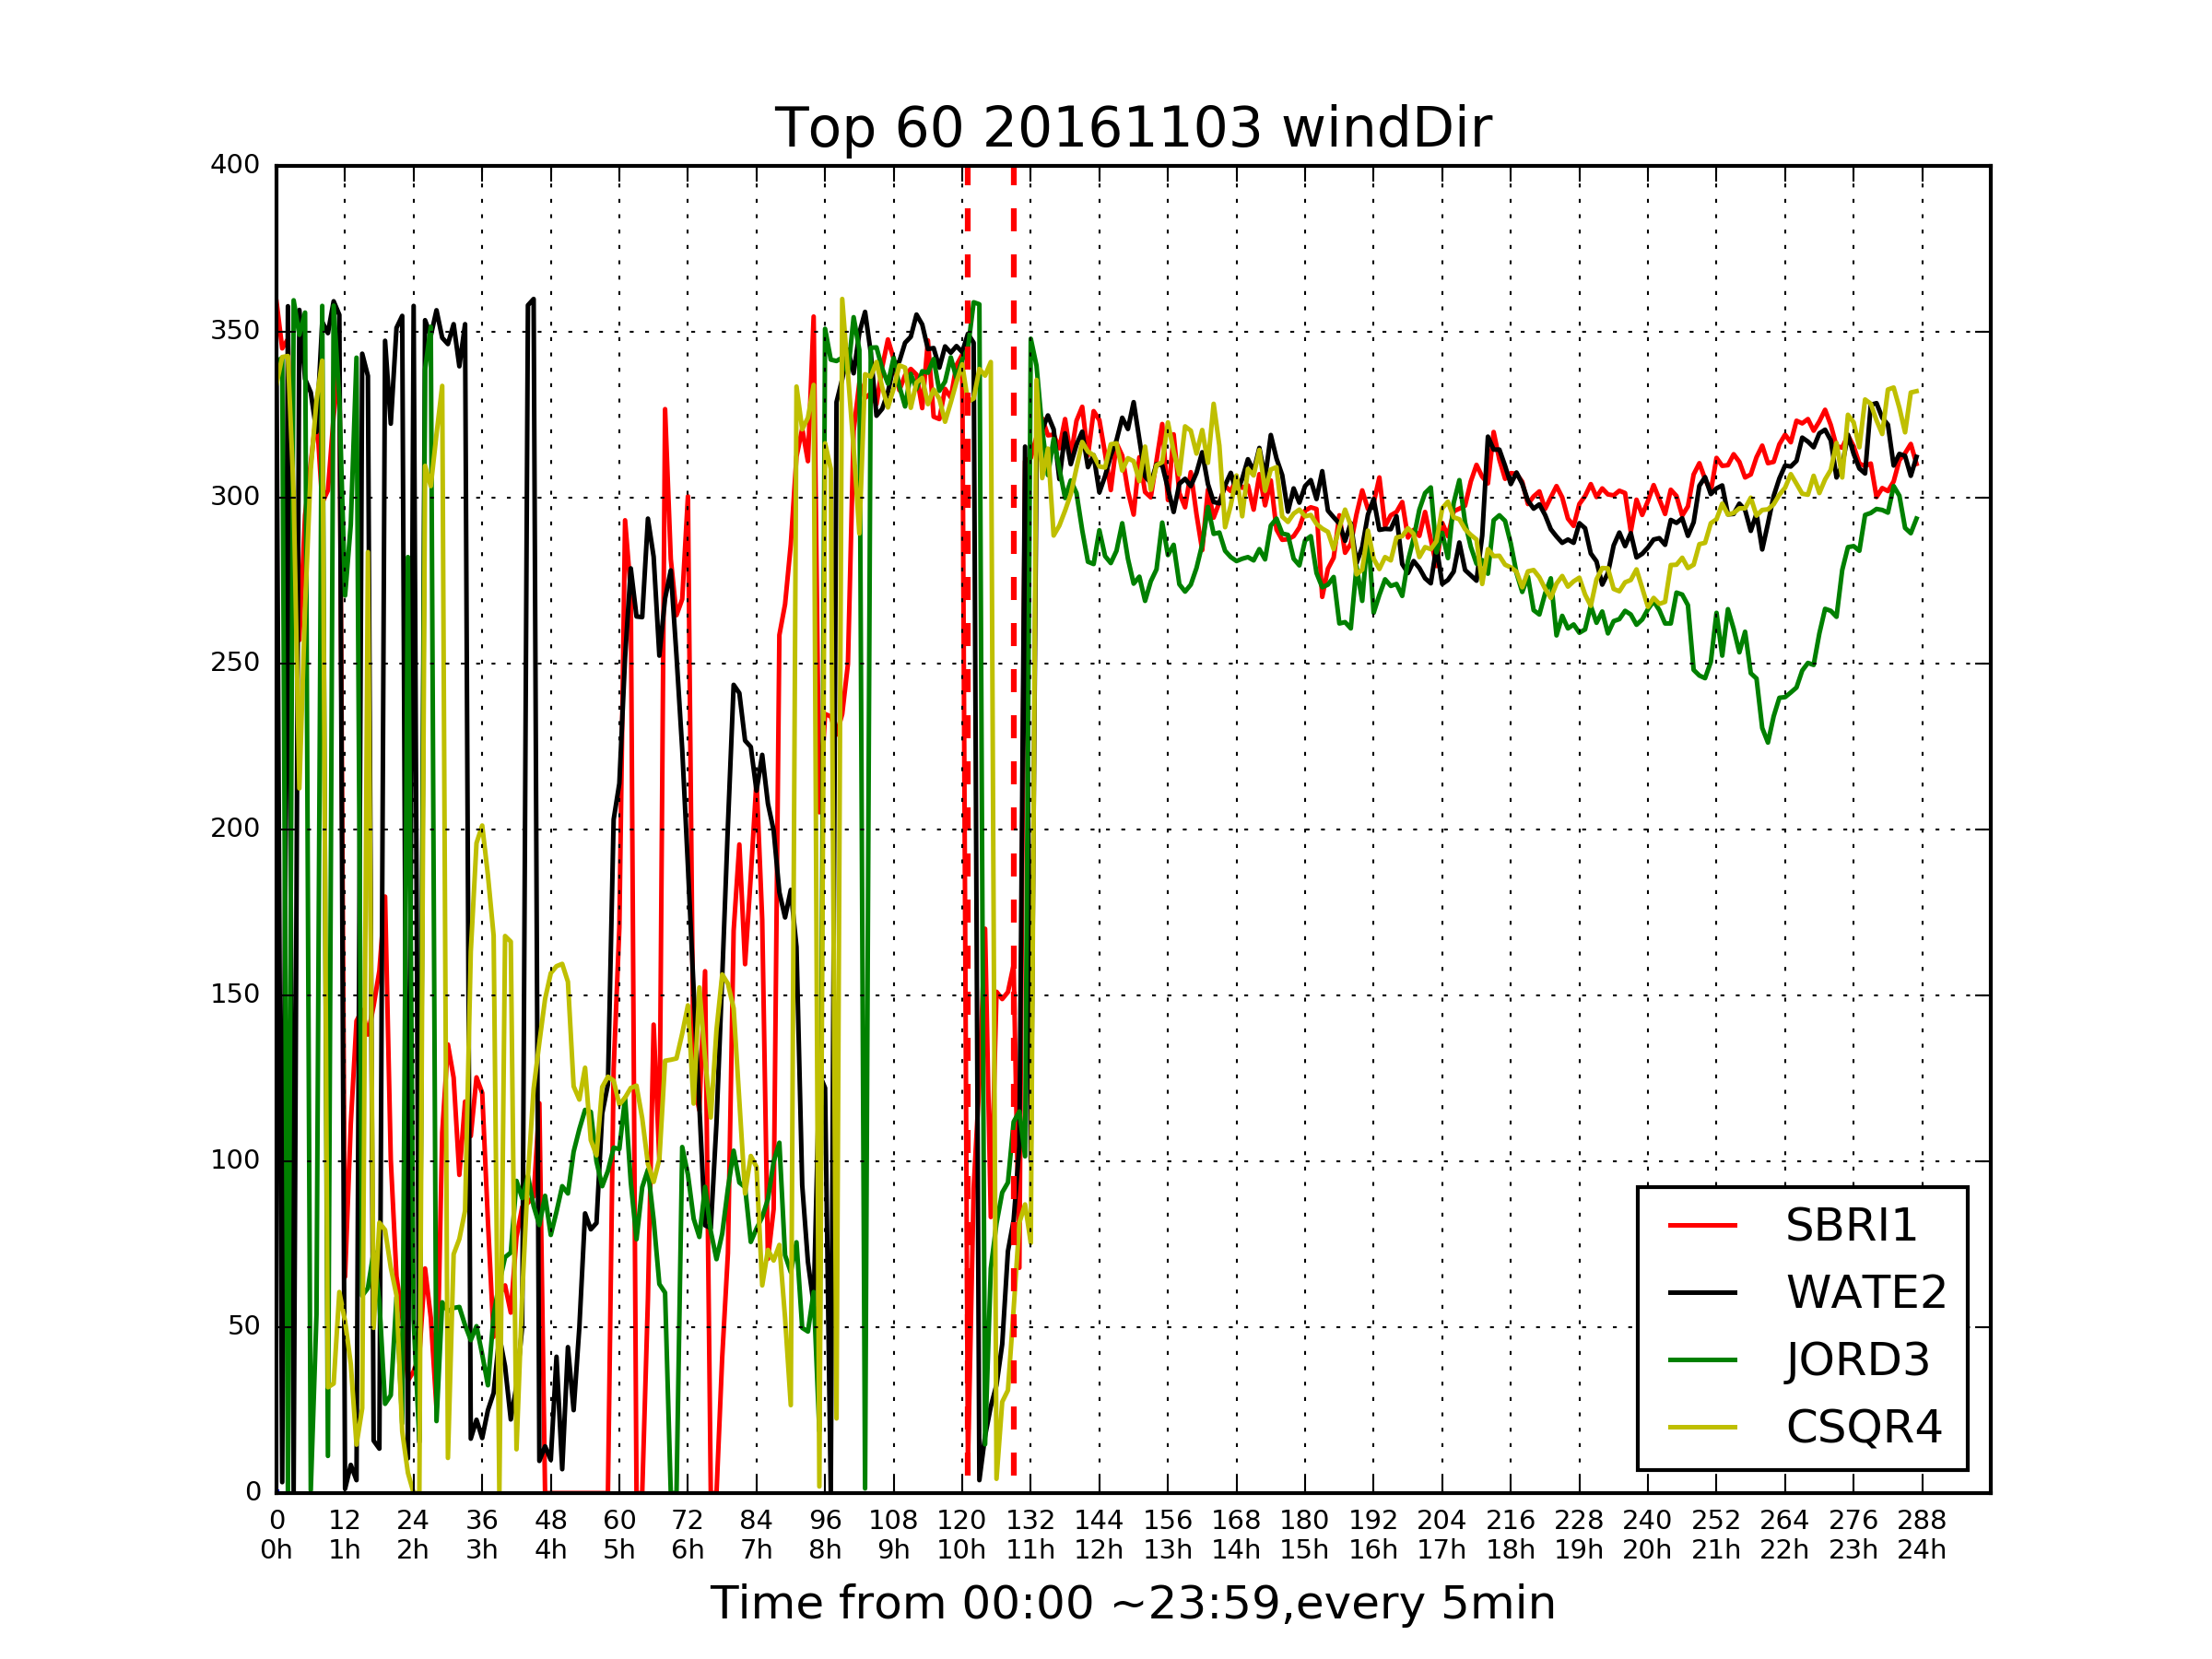 Top 60 20161103 windDir
400
350
300
250
200
150
100
50
0
0 12 24 36 48 60 72 84 96 108 120 132 144 156 168 180 192 204 216 228 240 252 264 276 288
0h 1h 2h 3h 4h 5h 6h 7h 8h 9h 10h 11h 12h 13h 14h 15h 16h 17h 18h 19h 20h 21h 22h 23h 24h
Time from 00:00 ~23:59,every 5min
SBRI1
WATE2
JORD3
CSQR4